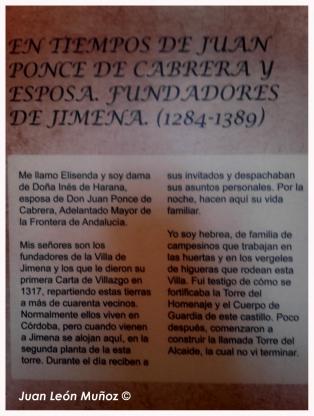 EN TIEMPOS DE JUAN
PONCE DE CABRERA Y
ESPOSA. FUNDADORES
DE JIMENA. (1284-1389)
Me llamo Elisenda y soy dama
de Doña Inés de Harana,
esposa de Don Juan Ponce de
Cabrera, Adelantado Mayor de
la Frontera de Andalucía.
Mis señores son los
fundadores de la Villa de
Jimena y los que le dieron su
primera Carta de Villazgo en
1317, repartiendo estas tierras
a más de cuarenta vecinos.
Normalmente ellos viven en
Córdoba, pero cuando vienen
a Jimena se alojan aquí, en la
segunda planta de la esta
torre. Durante el día reciben a
sus invitados y despachaban
sus asuntos personales. Por la
noche, hacen aquí su vida
familiar.
Yo soy hebrea, de familia de
campesinos que trabajan en
las huertas y en los vergeles
de higueras que rodean esta
Villa. Fui testigo de cómo se
fortificaba la Torre del
Homenaje y el Cuerpo de
Guardia de este castillo. Poco
después, comenzaron a
construir la llamada Torre del
Alcaide, la cual no vi terminar.
Juan León Muñoz ©